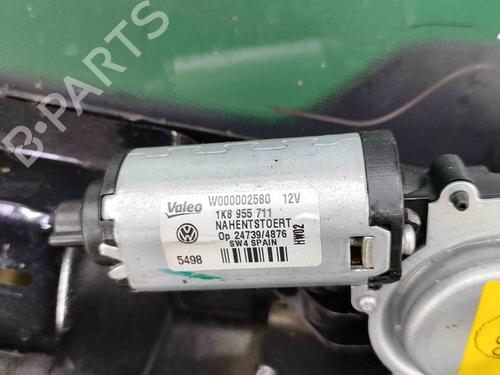 B-PARTS
Valeo W000002580 12V
1K8 955 711
NAHENTSTOERT
Op 24739/4876
SW4 SPAIN
5498
HW02